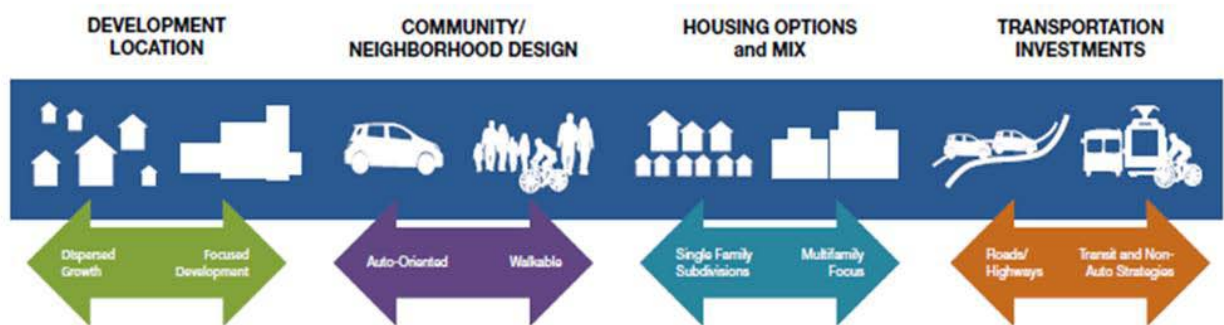 DEVELOPMENT
LOCATION
COMMUNITY/
NEIGHBORHOOD DESIGN
HOUSING OPTIONS
and MIX
TRANSPORTATION
INVESTMENTS
Dispersed
Growth
Focused
Development
Auto-Oriented
Walkable
Single Family
Subdivisions
Multifamily
Focus
Roads/
Highways
Transit and Non-
Auto Strategies